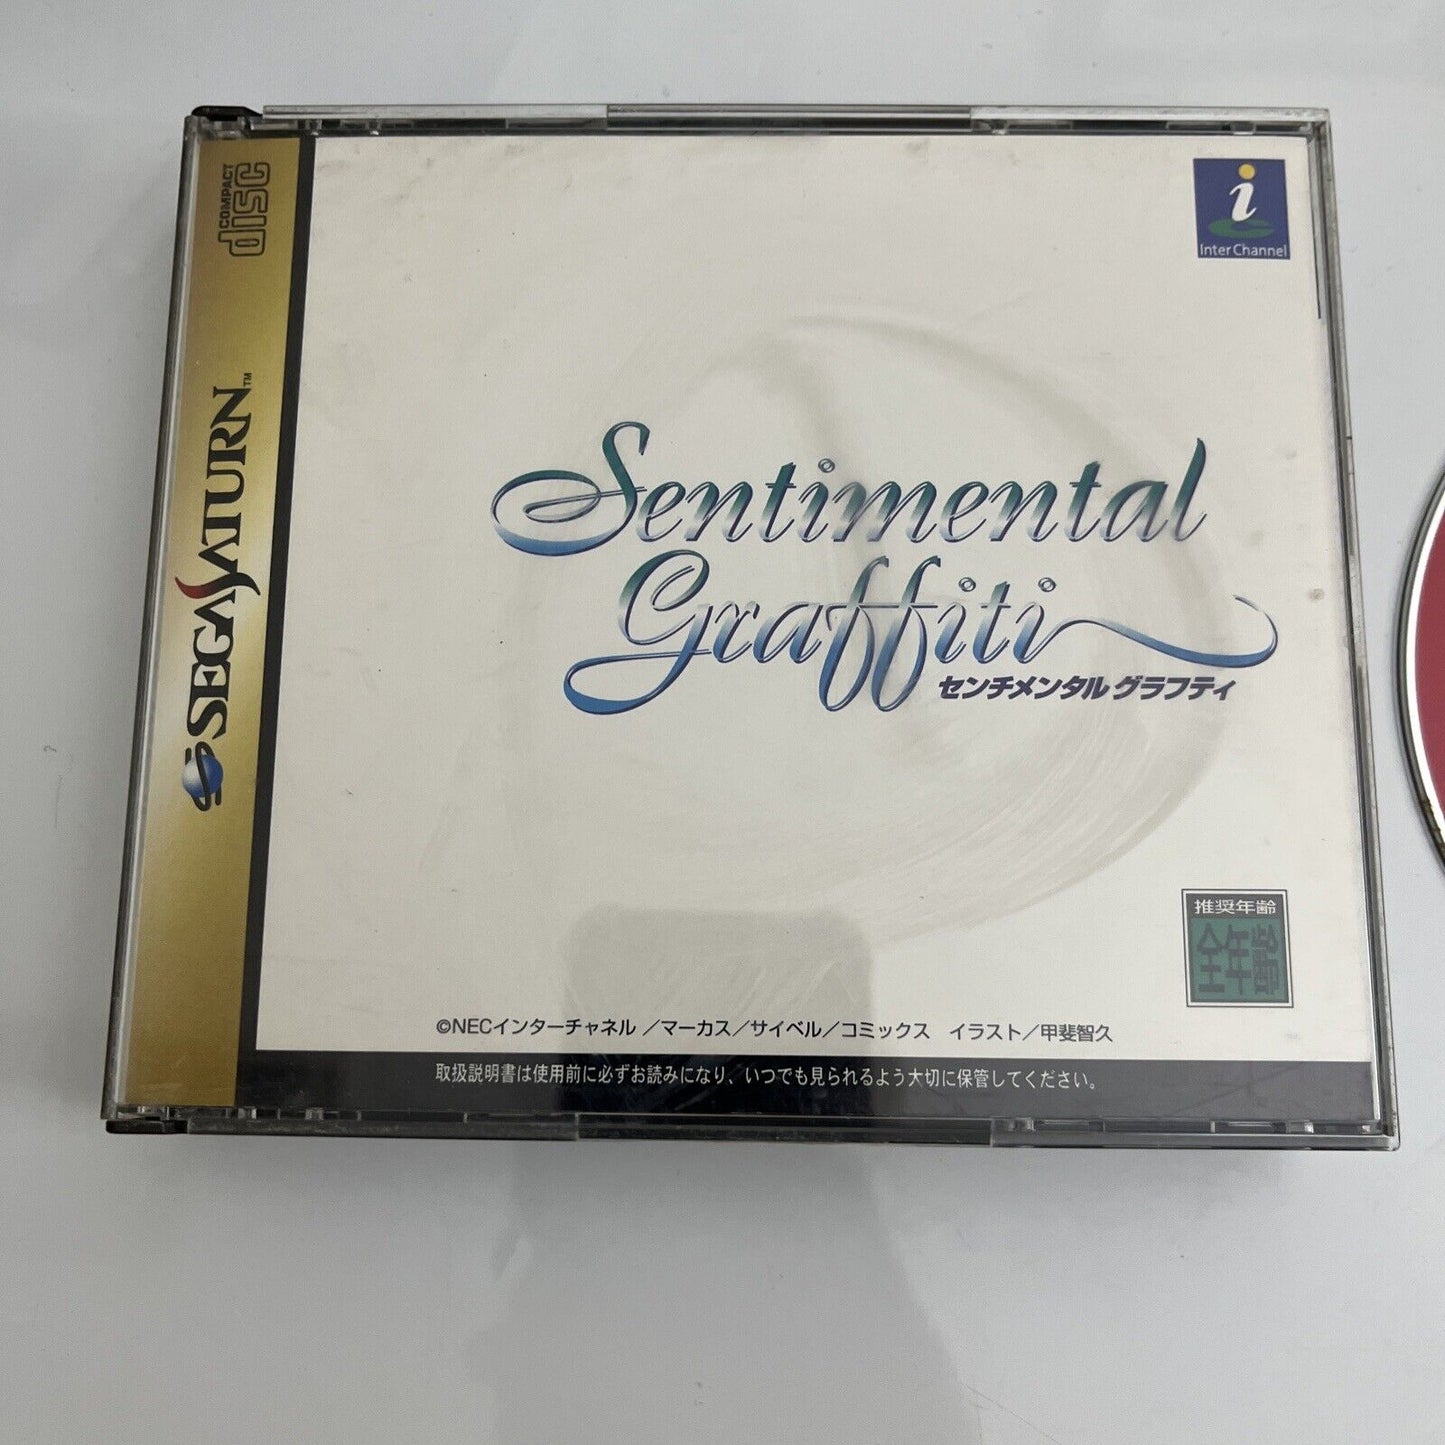 COMPACT
disc
SEGA SATURN™
i
Inter Channel
Sentimental
Graffiti
センチメンタル グラフティ
推奨年齢
全年齢
©NECインターチャネル ／マーカス／サイベル／コミックス　イラスト／甲斐智久
取扱説明書は使用前に必ずお読みになり、いつでも見られるよう大切に保管してください。